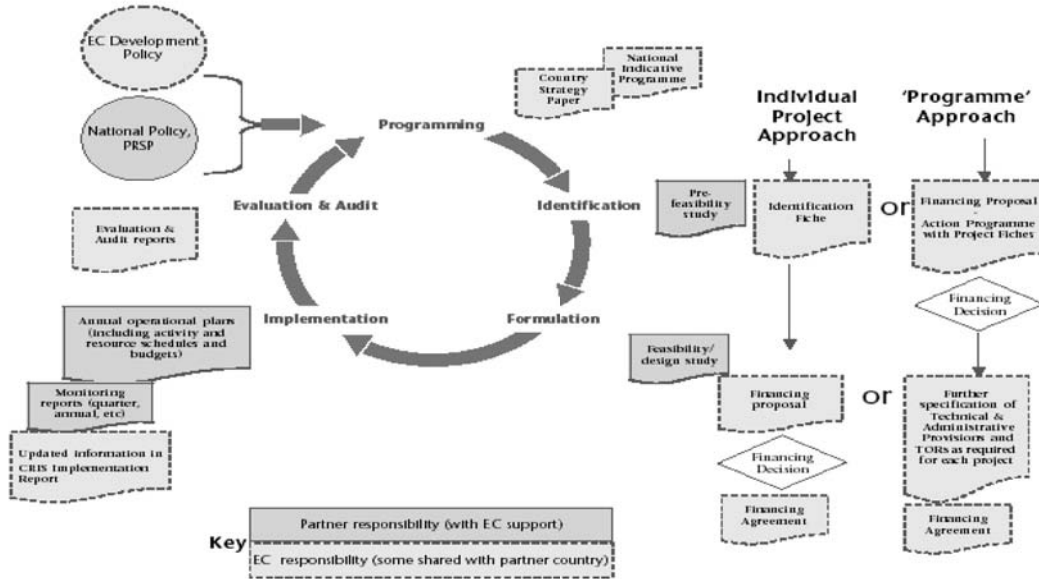 EC Development
Policy
National Policy,
PRSP
Programming
Country
Strategy
Paper
National
Indicative
Programme
Individual
Project
Approach
'Programme'
Approach
Evaluation & Audit
Identification
Pre-
feasibility
study
Identification
Fiche
or
Financing Proposal
-
Action Programme
with Project Fiches
Evaluation
& Audit reports
Financing
Decision
Implementation
Formulation
Annual operational plans
(including activity and
resource schedules and
budgets)
Feasibility/
design study
Monitoring
reports (quarter,
annual, etc)
Financing
proposal
or
Further
specification of
Technical &
Administrative
Provisions and
TORs as required
for each project
Updated information in
CRIS Implementation
Report
Financing
Decision
Financing
Agreement
Financing
Agreement
Key
Partner responsibility (with EC support)
EC responsibility (some shared with partner country)